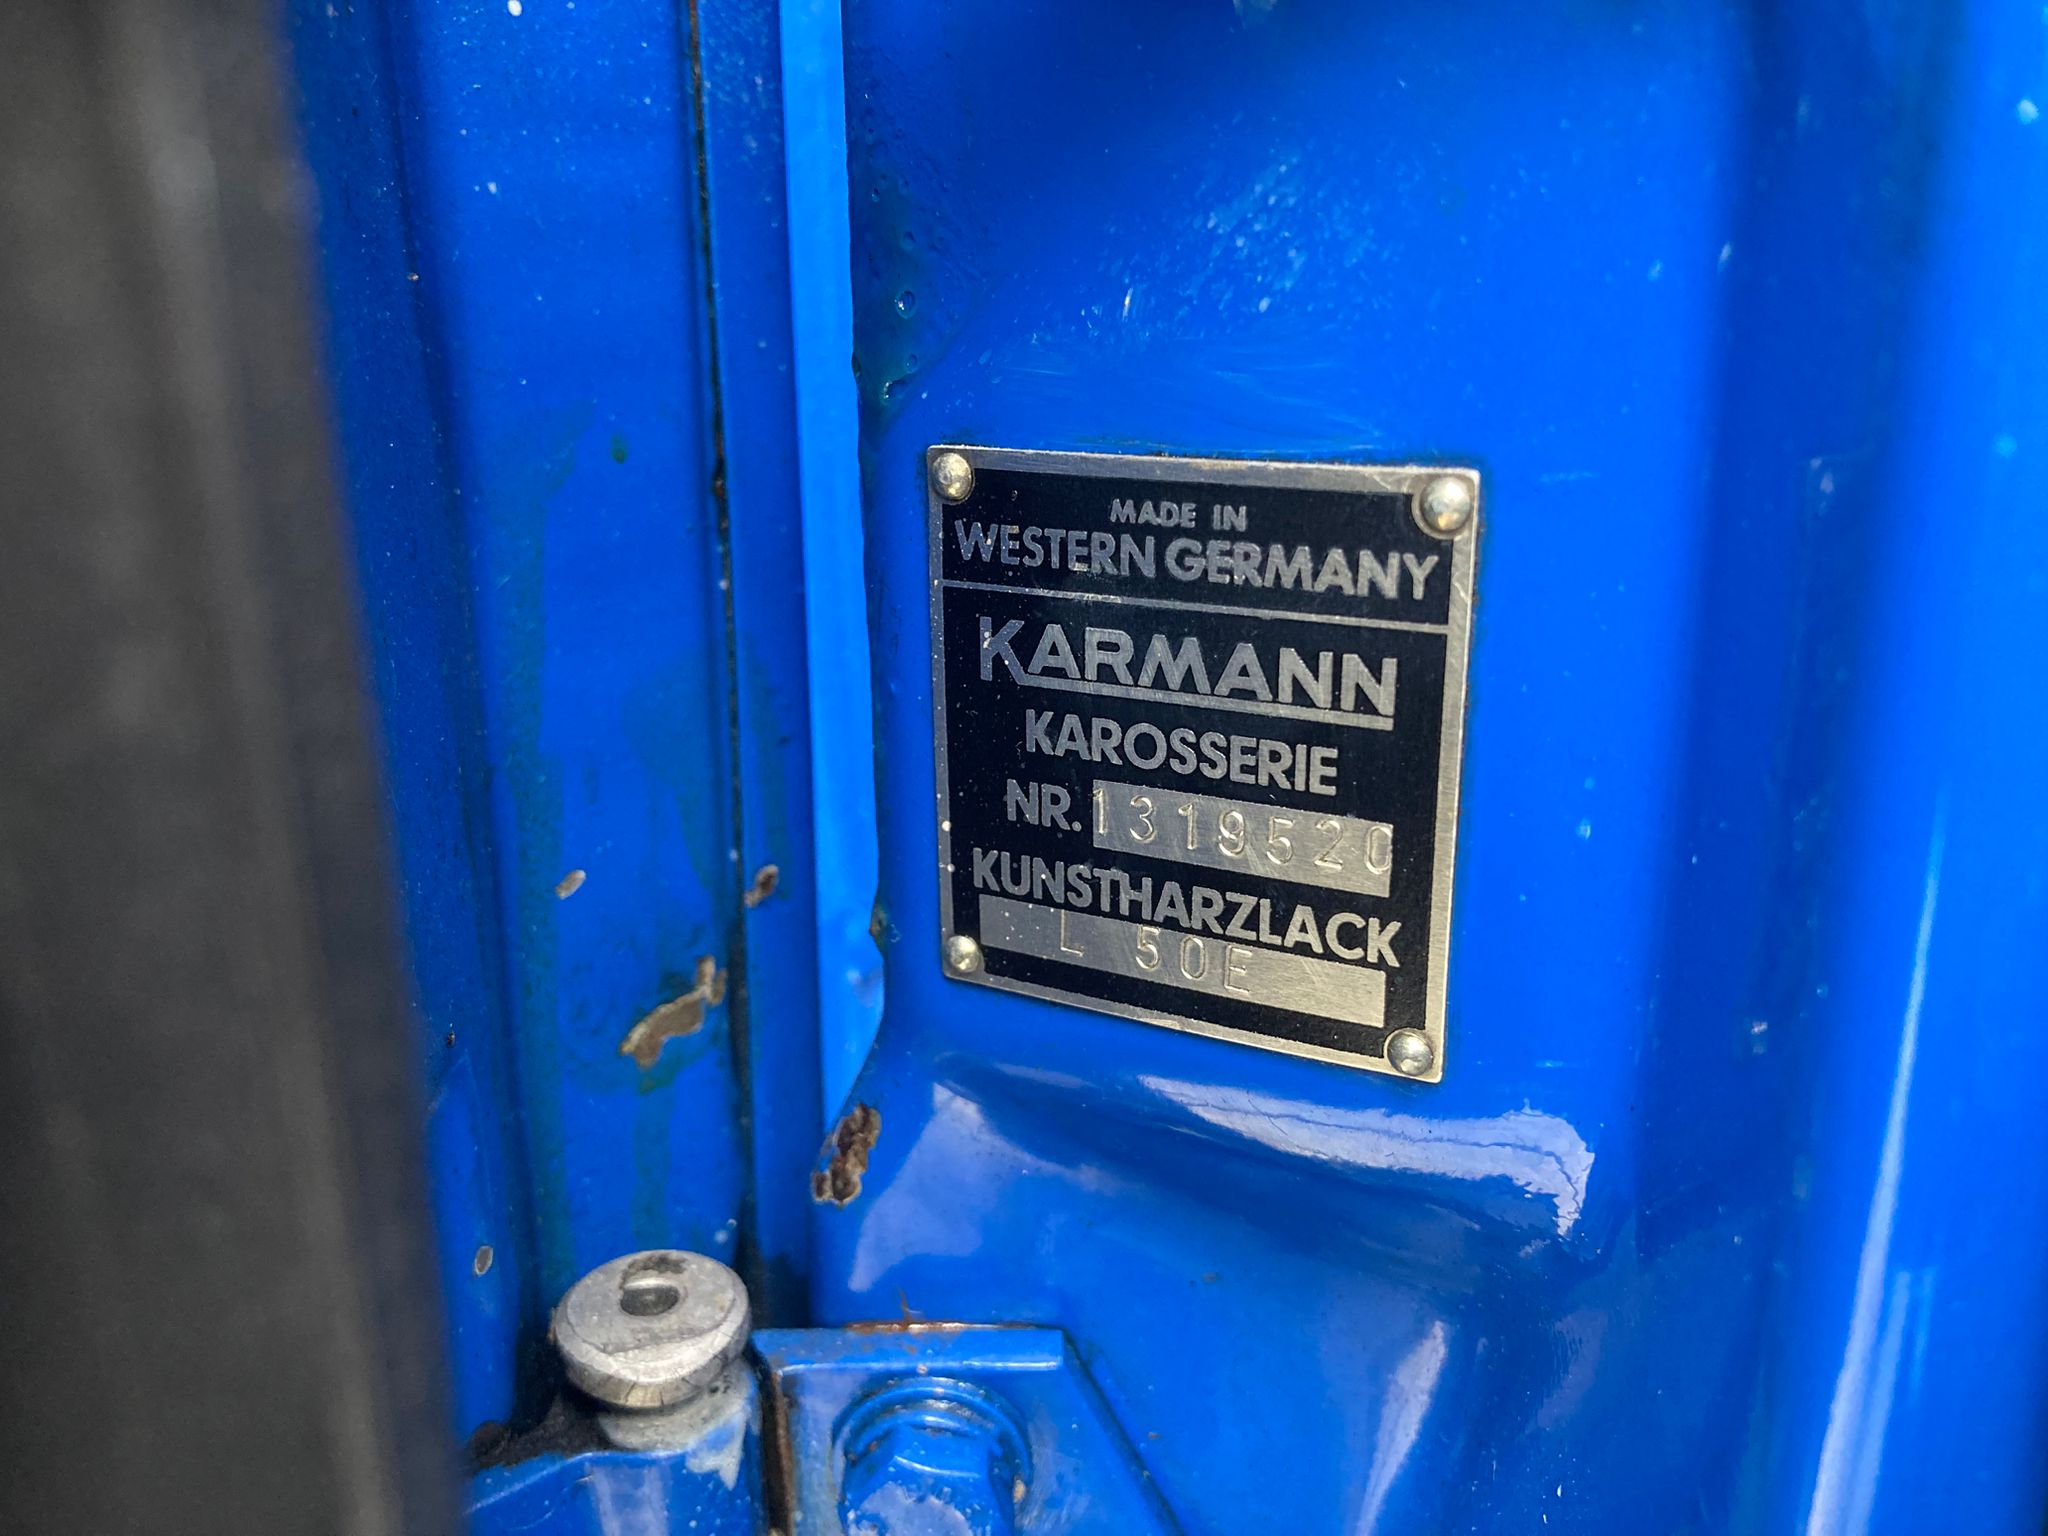 MADE IN
WESTERN GERMANY
KARMANN
KAROSSERIE
NR. 1319520
KUNSTHARZLACK
L 50E